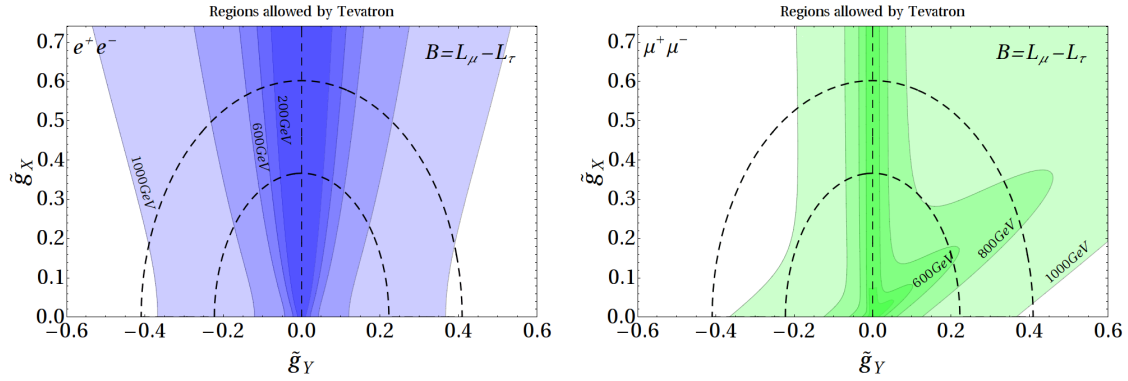 Regions allowed by Tevatron
e⁺e⁻
B=L_μ−L_τ
200GeV
600GeV
1000GeV
g̃_X
0.7
0.6
0.5
0.4
0.3
0.2
0.1
0.0
−0.6 −0.4 −0.2 0.0 0.2 0.4 0.6
g̃_Y
Regions allowed by Tevatron
μ⁺μ⁻
B=L_μ−L_τ
600GeV
800GeV
1000GeV
g̃_X
0.7
0.6
0.5
0.4
0.3
0.2
0.1
0.0
−0.6 −0.4 −0.2 0.0 0.2 0.4 0.6
g̃_Y